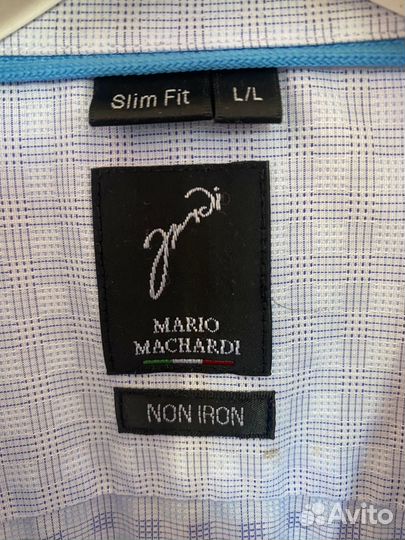 Slim Fit L/L
MARIO
MACHARDI
NON IRON
Avito